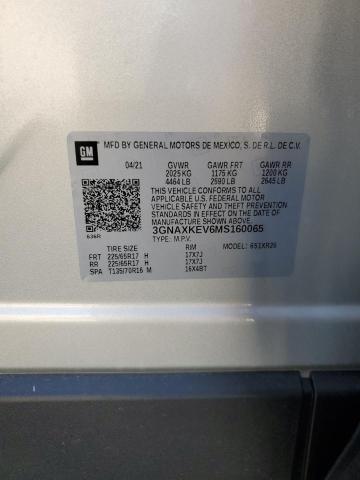 GM
MFD BY GENERAL MOTORS DE MEXICO, S. DE R.L. DE C.V.
04/21 GVWR GAWR FRT GAWR RR
2025 KG 1175 KG 1200 KG
4464 LB 2590 LB 2645 LB
THIS VEHICLE CONFORMS TO ALL
APPLICABLE U.S. FEDERAL MOTOR
VEHICLE SAFETY AND THEFT PREVENTION
STANDARDS IN EFFECT ON THE DATE OF
MANUFACTURE SHOWN ABOVE.
3GNAXKEV6MS160065
636R TYPE: M.P.V. MODEL: 651XR26
TIRE SIZE RIM
FRT 225/65R17 H 17X7J
RR 225/65R17 H 17X7J
SPA T135/70R16 M 16X4BT